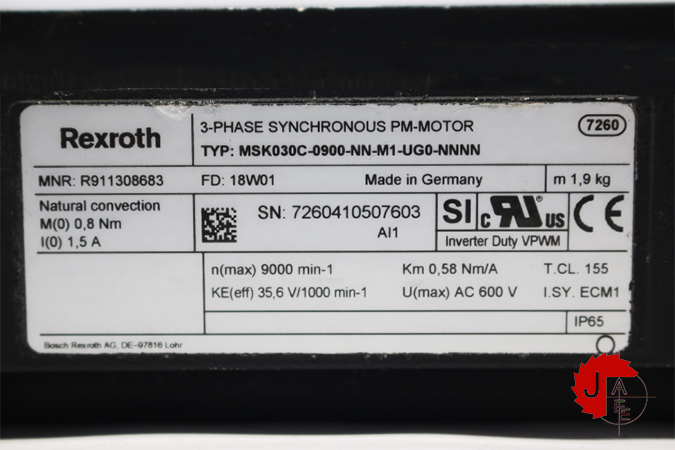 Rexroth
3-PHASE SYNCHRONOUS PM-MOTOR
7260
TYP: MSK030C-0900-NN-M1-UG0-NNNN
MNR: R911308683
FD: 18W01
Made in Germany
m 1,9 kg
Natural convection
M(0) 0,8 Nm
I(0) 1,5 A
SN: 7260410507603
AI1
SI
c RU US
CE
Inverter Duty VPWM
n(max) 9000 min-1
Km 0,58 Nm/A
T.CL. 155
KE(eff) 35,6 V/1000 min-1
U(max) AC 600 V
I.SY. ECM1
IP65
Bosch Rexroth AG, DE-97816 Lohr
J